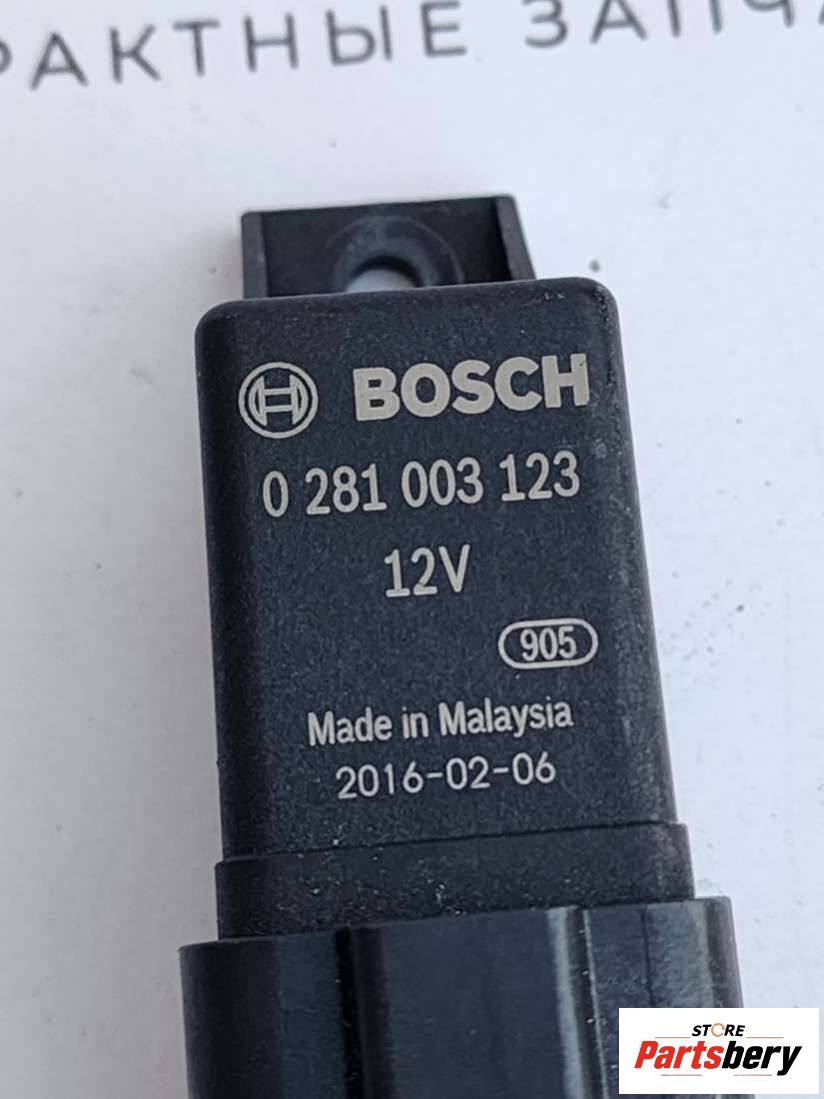 РАКТНЫЕ ЗАПЧА
BOSCH
0 281 003 123
12V
905
Made in Malaysia
2016-02-06
STORE
Partsbery